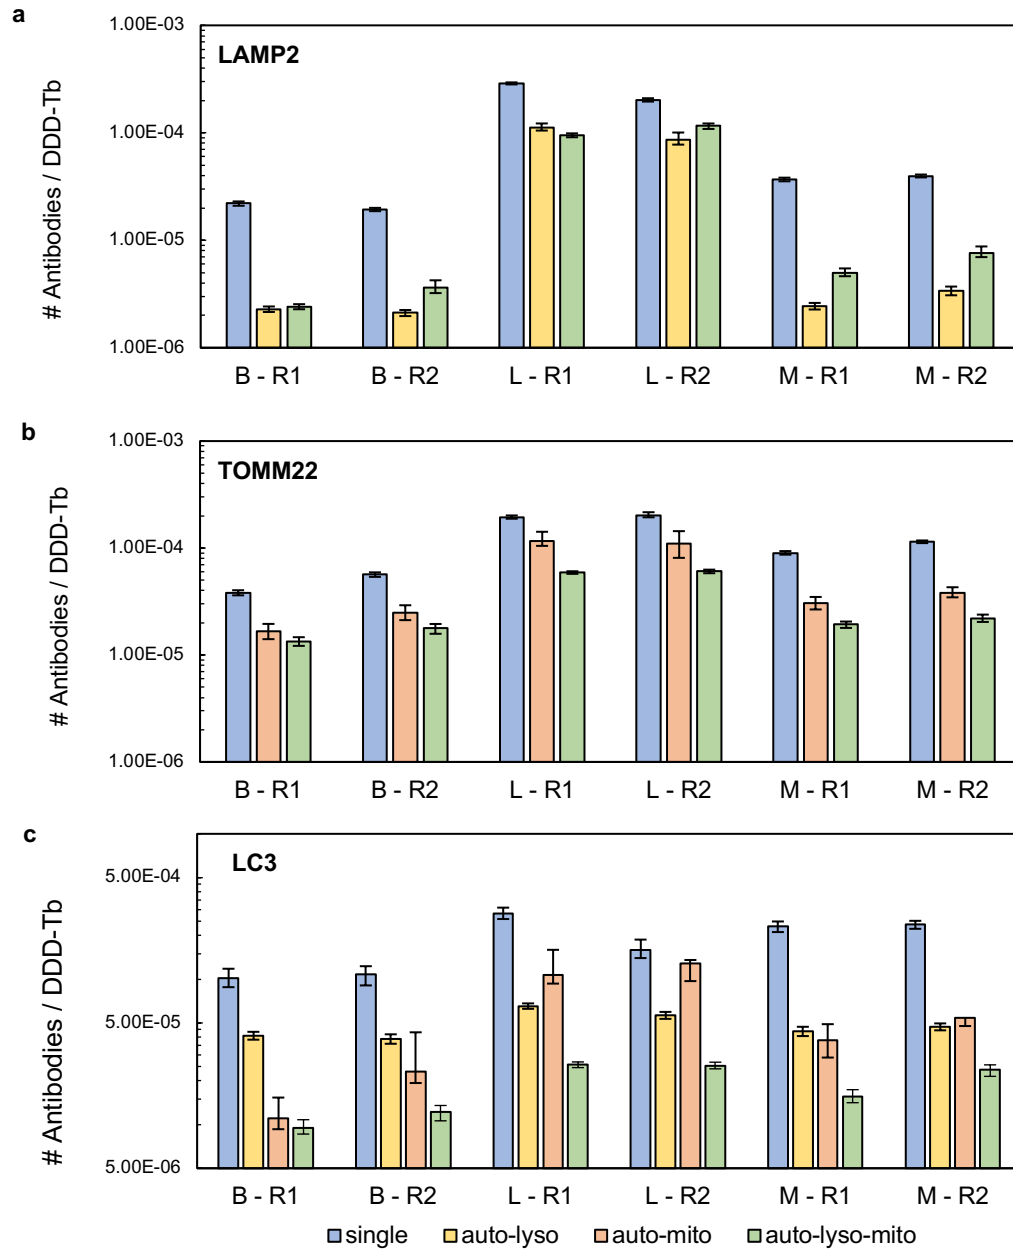 a
1.00E-03
LAMP2
1.00E-04
1.00E-05
1.00E-06
# Antibodies / DDD-Tb
B - R1 B - R2 L - R1 L - R2 M - R1 M - R2
b
1.00E-03
TOMM22
1.00E-04
1.00E-05
1.00E-06
# Antibodies / DDD-Tb
B - R1 B - R2 L - R1 L - R2 M - R1 M - R2
c
LC3
5.00E-04
5.00E-05
5.00E-06
# Antibodies / DDD-Tb
B - R1 B - R2 L - R1 L - R2 M - R1 M - R2
single auto-lyso auto-mito auto-lyso-mito